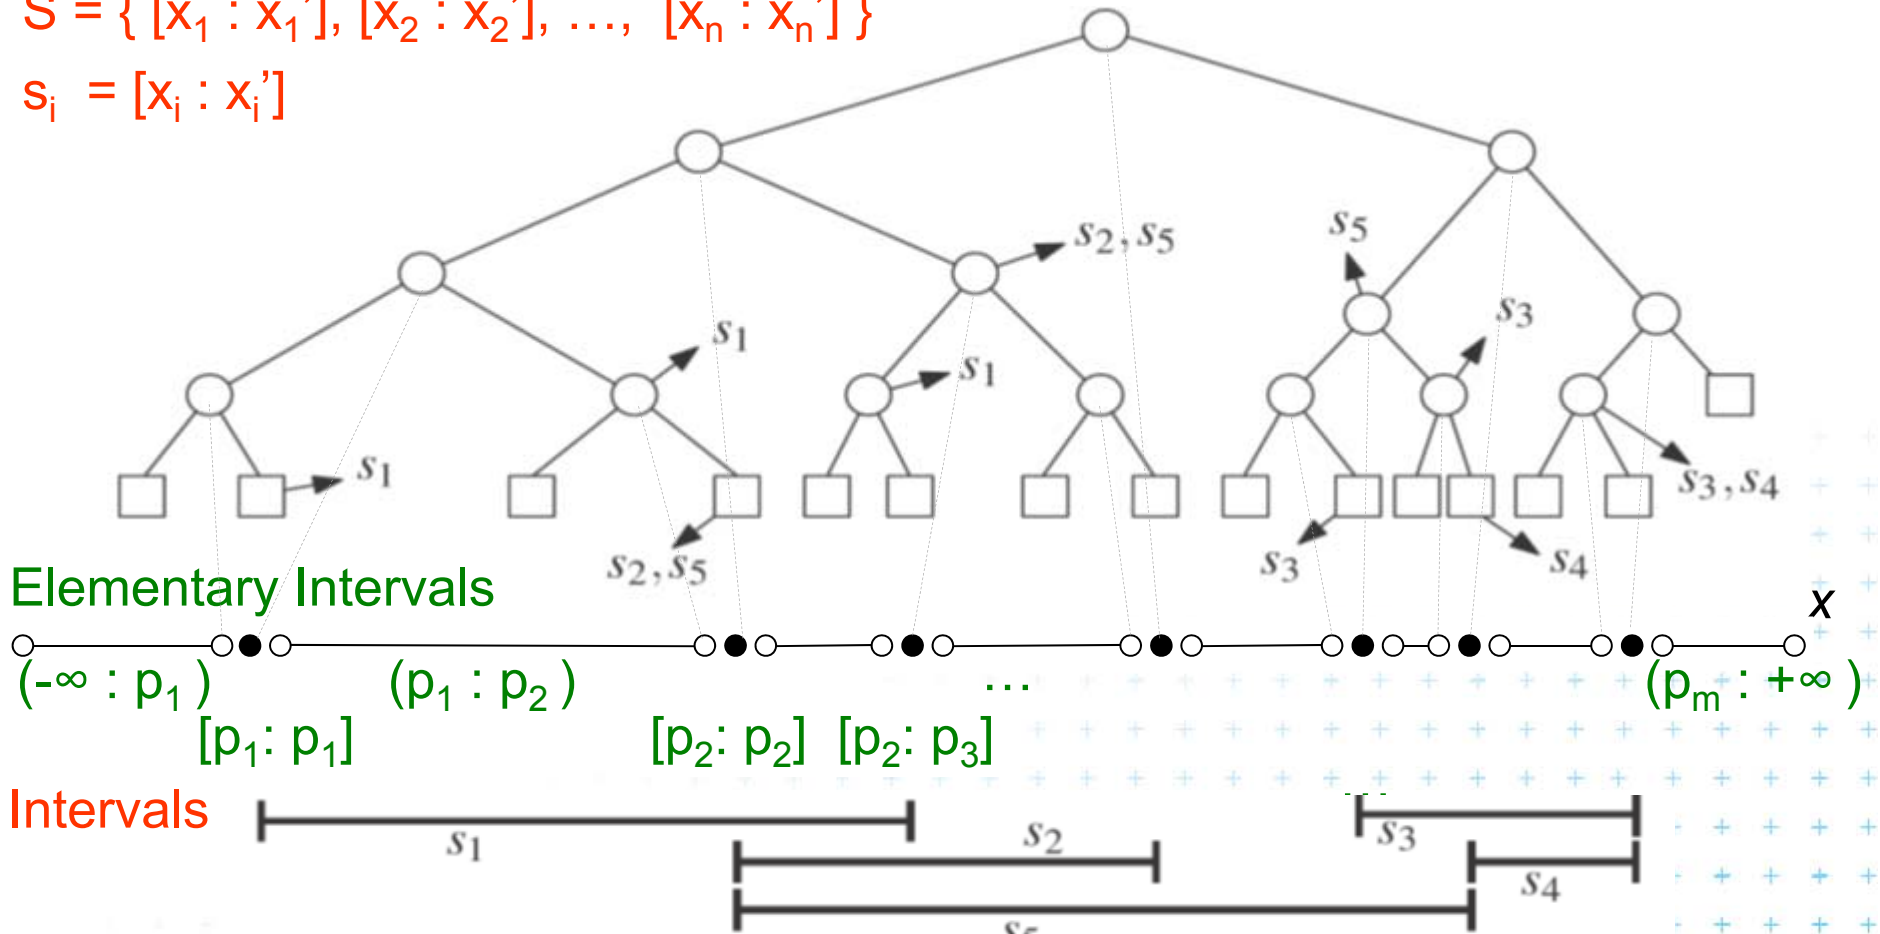 S = { [x₁ : x₁’], [x₂ : x₂’], …, [xₙ : xₙ’] }
sᵢ = [xᵢ : xᵢ’]
s₂, s₅
s₅
s₃
s₁
s₁
s₁
s₃, s₄
s₂, s₅
s₃
s₄
Elementary Intervals
x
(-∞ : p₁ )
(p₁ : p₂ )
…
(pₘ : +∞ )
[p₁: p₁]
[p₂: p₂]
[p₂: p₃]
Intervals
s₁
s₂
s₃
s₄
s₅